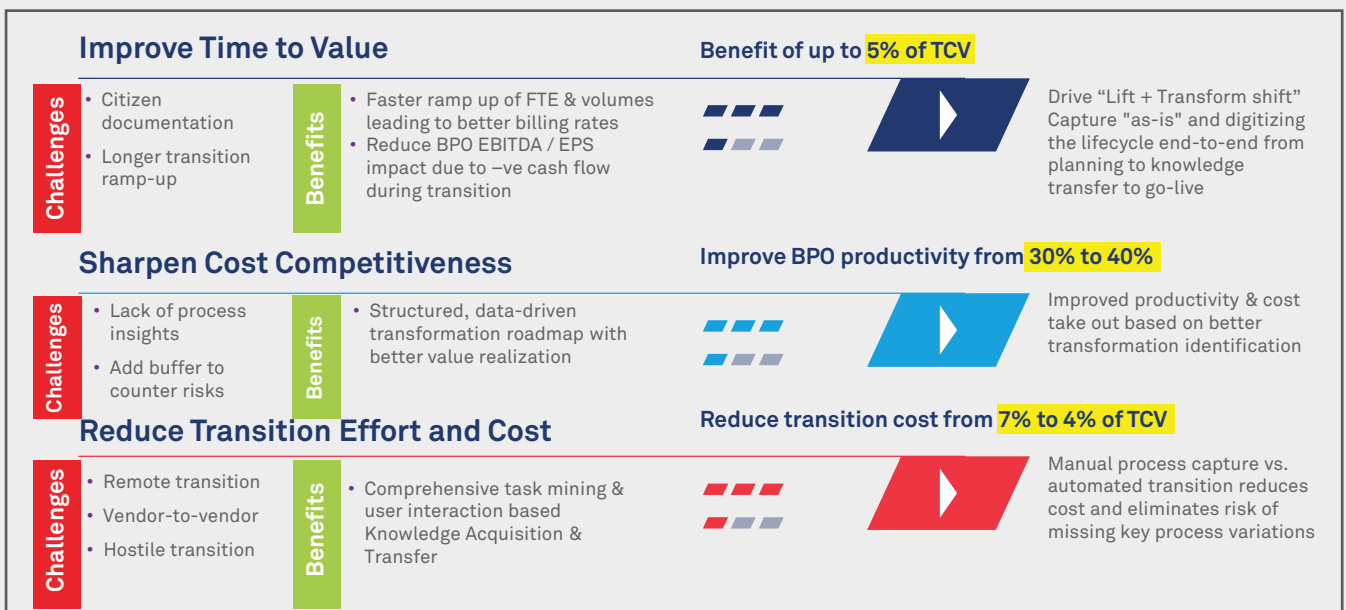 Improve Time to Value
Benefit of up to 5% of TCV
Challenges
• Citizen
documentation
• Longer transition
ramp-up
Benefits
• Faster ramp up of FTE & volumes
leading to better billing rates
• Reduce BPO EBITDA / EPS
impact due to –ve cash flow
during transition
Drive “Lift + Transform shift”
Capture "as-is" and digitizing
the lifecycle end-to-end from
planning to knowledge
transfer to go-live
Sharpen Cost Competitiveness
Improve BPO productivity from 30% to 40%
Challenges
• Lack of process
insights
• Add buffer to
counter risks
Benefits
• Structured, data-driven
transformation roadmap with
better value realization
Improved productivity & cost
take out based on better
transformation identification
Reduce Transition Effort and Cost
Reduce transition cost from 7% to 4% of TCV
Challenges
• Remote transition
• Vendor-to-vendor
• Hostile transition
Benefits
• Comprehensive task mining &
user interaction based
Knowledge Acquisition &
Transfer
Manual process capture vs.
automated transition reduces
cost and eliminates risk of
missing key process variations